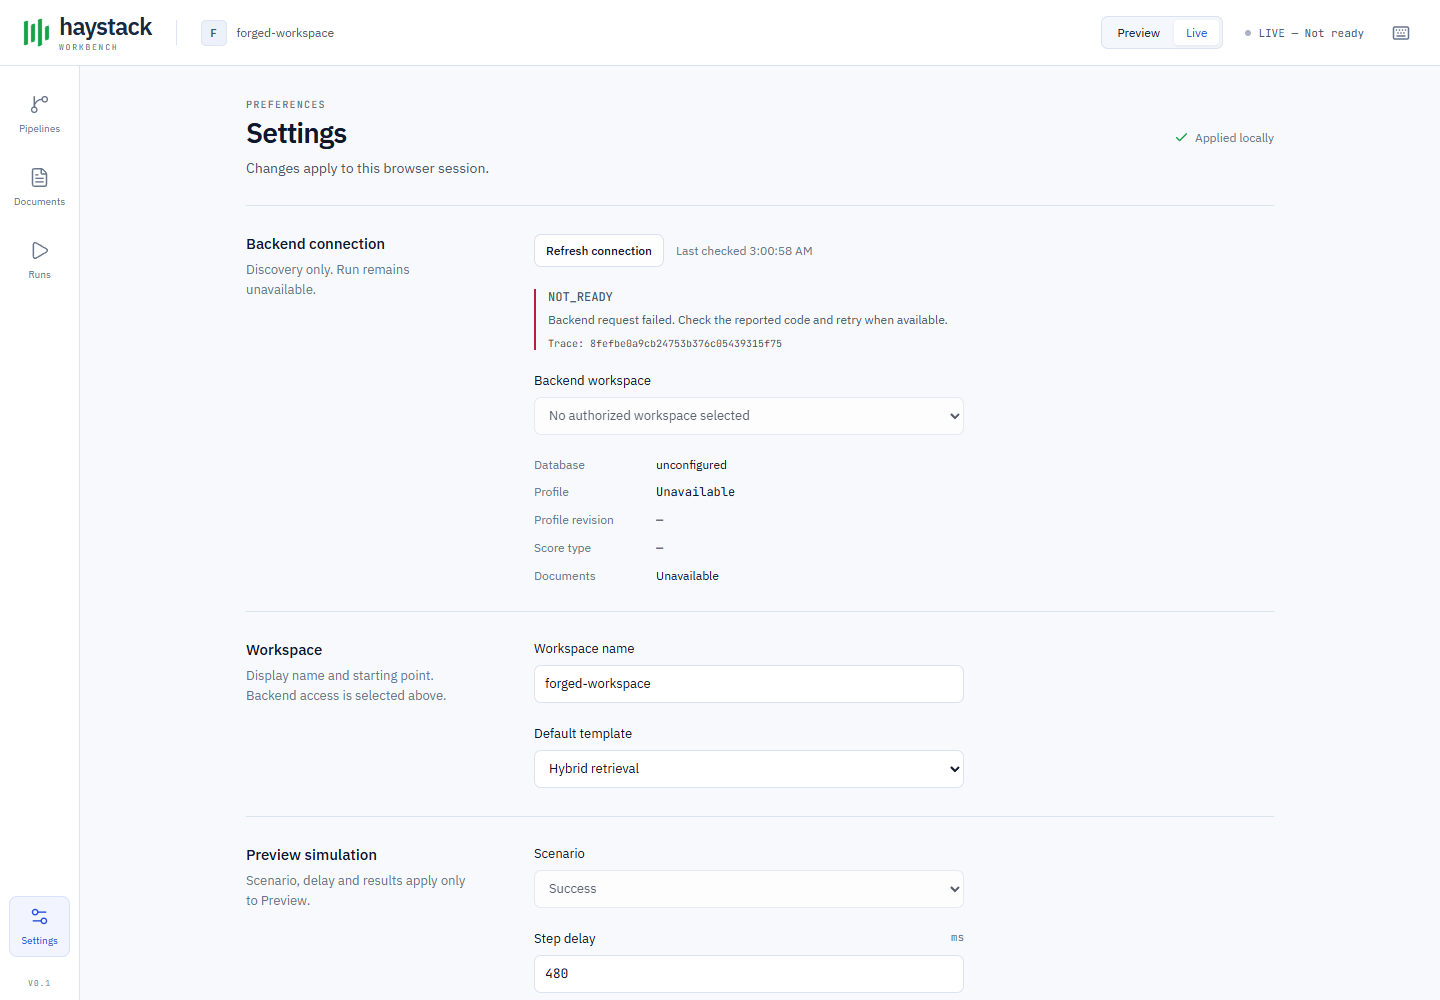 haystack
WORKBENCH
F forged-workspace
Preview Live
LIVE — Not ready
Pipelines
Documents
Runs
Settings
V0.1
PREFERENCES
Settings
Changes apply to this browser session.
Applied locally
Backend connection
Discovery only. Run remains
unavailable.
Refresh connection Last checked 3:00:58 AM
NOT_READY
Backend request failed. Check the reported code and retry when available.
Trace: 8fefbe0a9cb24753b376c05439315f75
Backend workspace
No authorized workspace selected
Database unconfigured
Profile Unavailable
Profile revision —
Score type —
Documents Unavailable
Workspace
Display name and starting point.
Backend access is selected above.
Workspace name
forged-workspace
Default template
Hybrid retrieval
Preview simulation
Scenario, delay and results apply only
to Preview.
Scenario
Success
Step delay ms
480